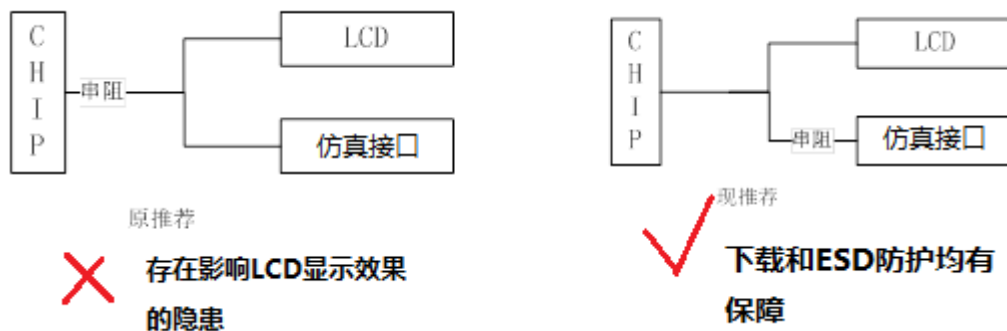 CHIP
串阻
LCD
仿真接口
原推荐
存在影响LCD显示效果
的隐患
CHIP
LCD
串阻
仿真接口
现推荐
下载和ESD防护均有
保障